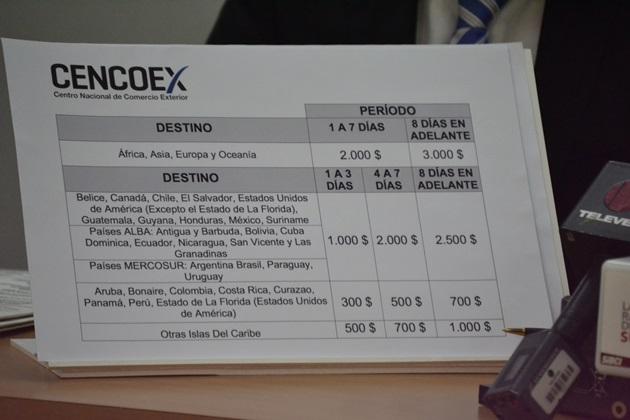 CENCOEX
Centro Nacional de Comercio Exterior
PERÍODO
DESTINO
1 A 7 DÍAS
8 DÍAS EN
ADELANTE
África, Asia, Europa y Oceanía
2.000 $
3.000 $
DESTINO
1 A 3
DÍAS
4 A 7
DÍAS
8 DÍAS EN
ADELANTE
Belice, Canadá, Chile, El Salvador, Estados Unidos
de América (Excepto el Estado de La Florida),
Guatemala, Guyana, Honduras, México, Suriname
Países ALBA: Antigua y Barbuda, Bolivia, Cuba
Dominica, Ecuador, Nicaragua, San Vicente y Las
Granadinas
Países MERCOSUR: Argentina Brasil, Paraguay,
Uruguay
1.000 $
2.000 $
2.500 $
Aruba, Bonaire, Colombia, Costa Rica, Curazao,
Panamá, Perú, Estado de La Florida (Estados Unidos
de América)
300 $
500 $
700 $
Otras Islas Del Caribe
500 $
700 $
1.000 $
TELEVE